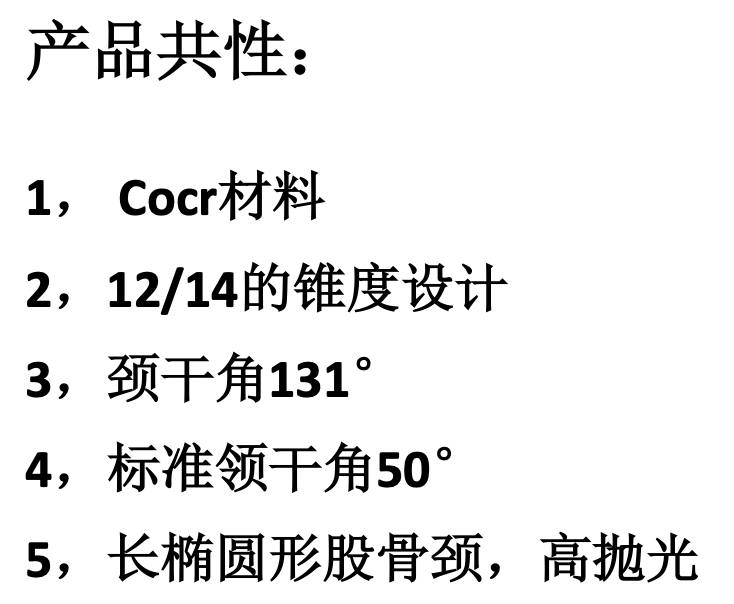 产品共性：
1， Cocr材料
2，12/14的锥度设计
3，颈干角131°
4，标准领干角50°
5，长椭圆形股骨颈，高抛光